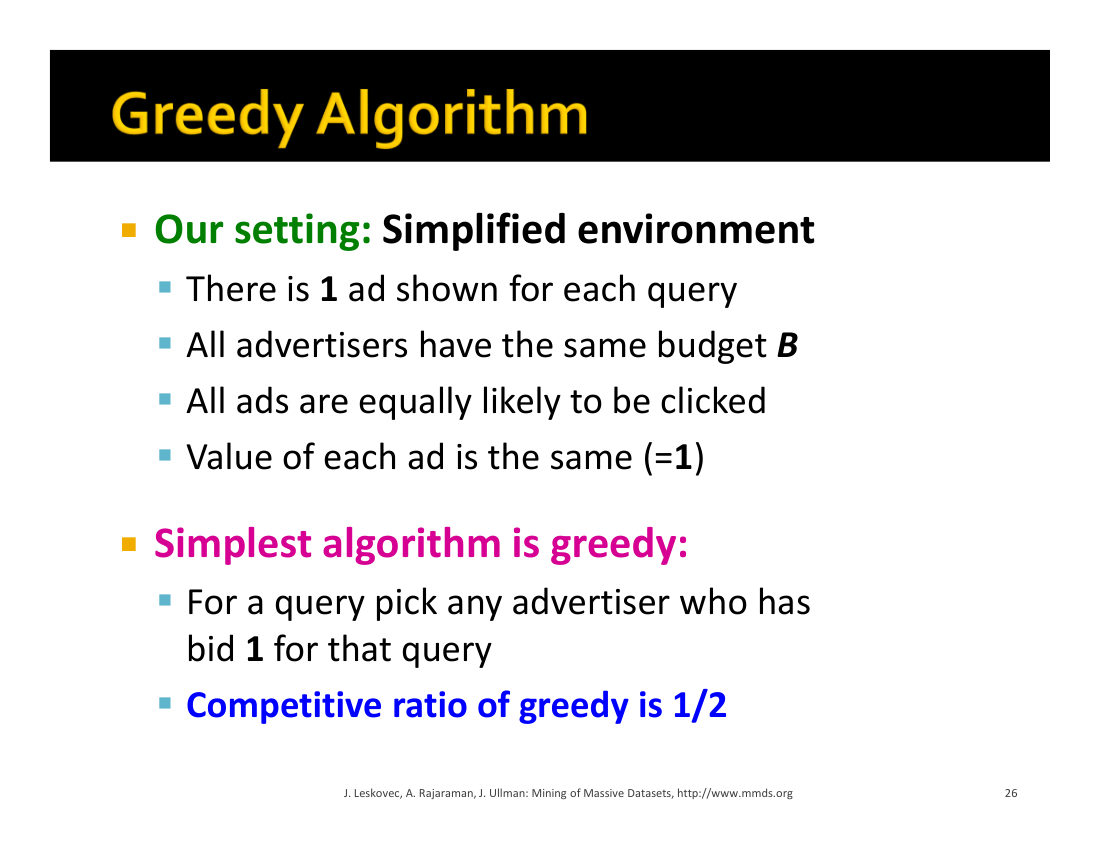 Greedy Algorithm
Our setting: Simplified environment
There is 1 ad shown for each query
All advertisers have the same budget B
All ads are equally likely to be clicked
Value of each ad is the same (=1)
Simplest algorithm is greedy:
For a query pick any advertiser who has
bid 1 for that query
Competitive ratio of greedy is 1/2
J. Leskovec, A. Rajaraman, J. Ullman: Mining of Massive Datasets, http://www.mmds.org
26